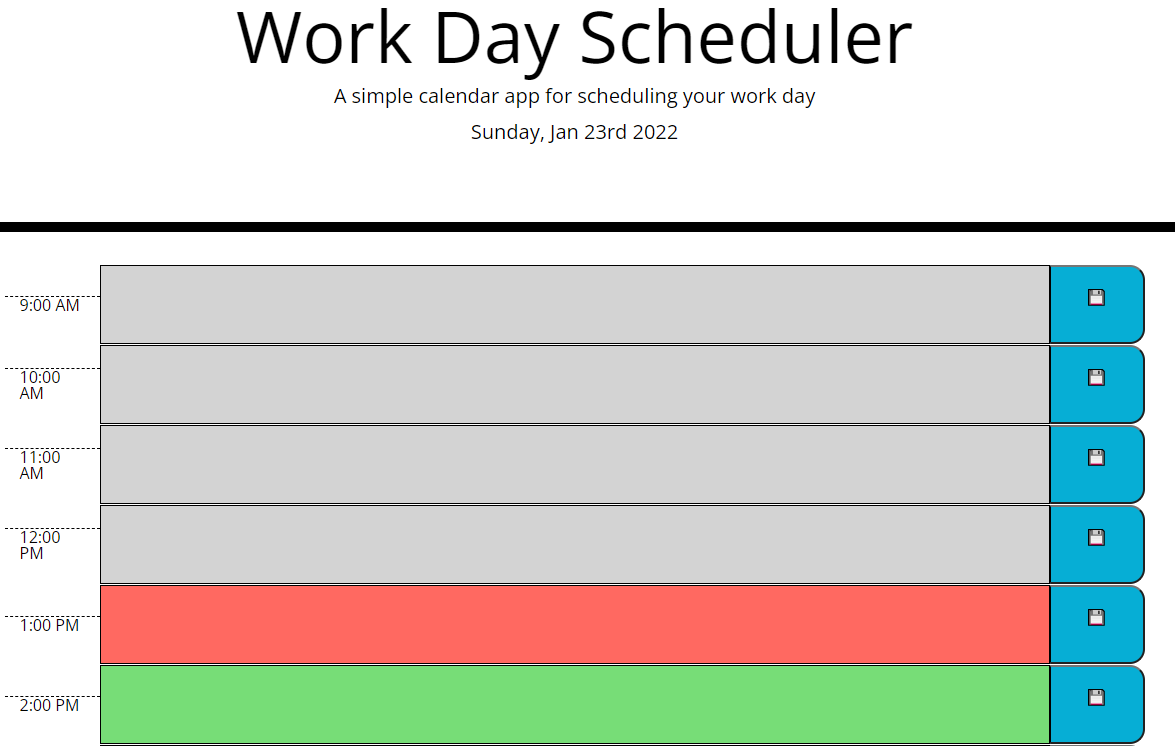 Work Day Scheduler
A simple calendar app for scheduling your work day
Sunday, Jan 23rd 2022
9:00 AM
10:00
AM
11:00
AM
12:00
PM
1:00 PM
2:00 PM